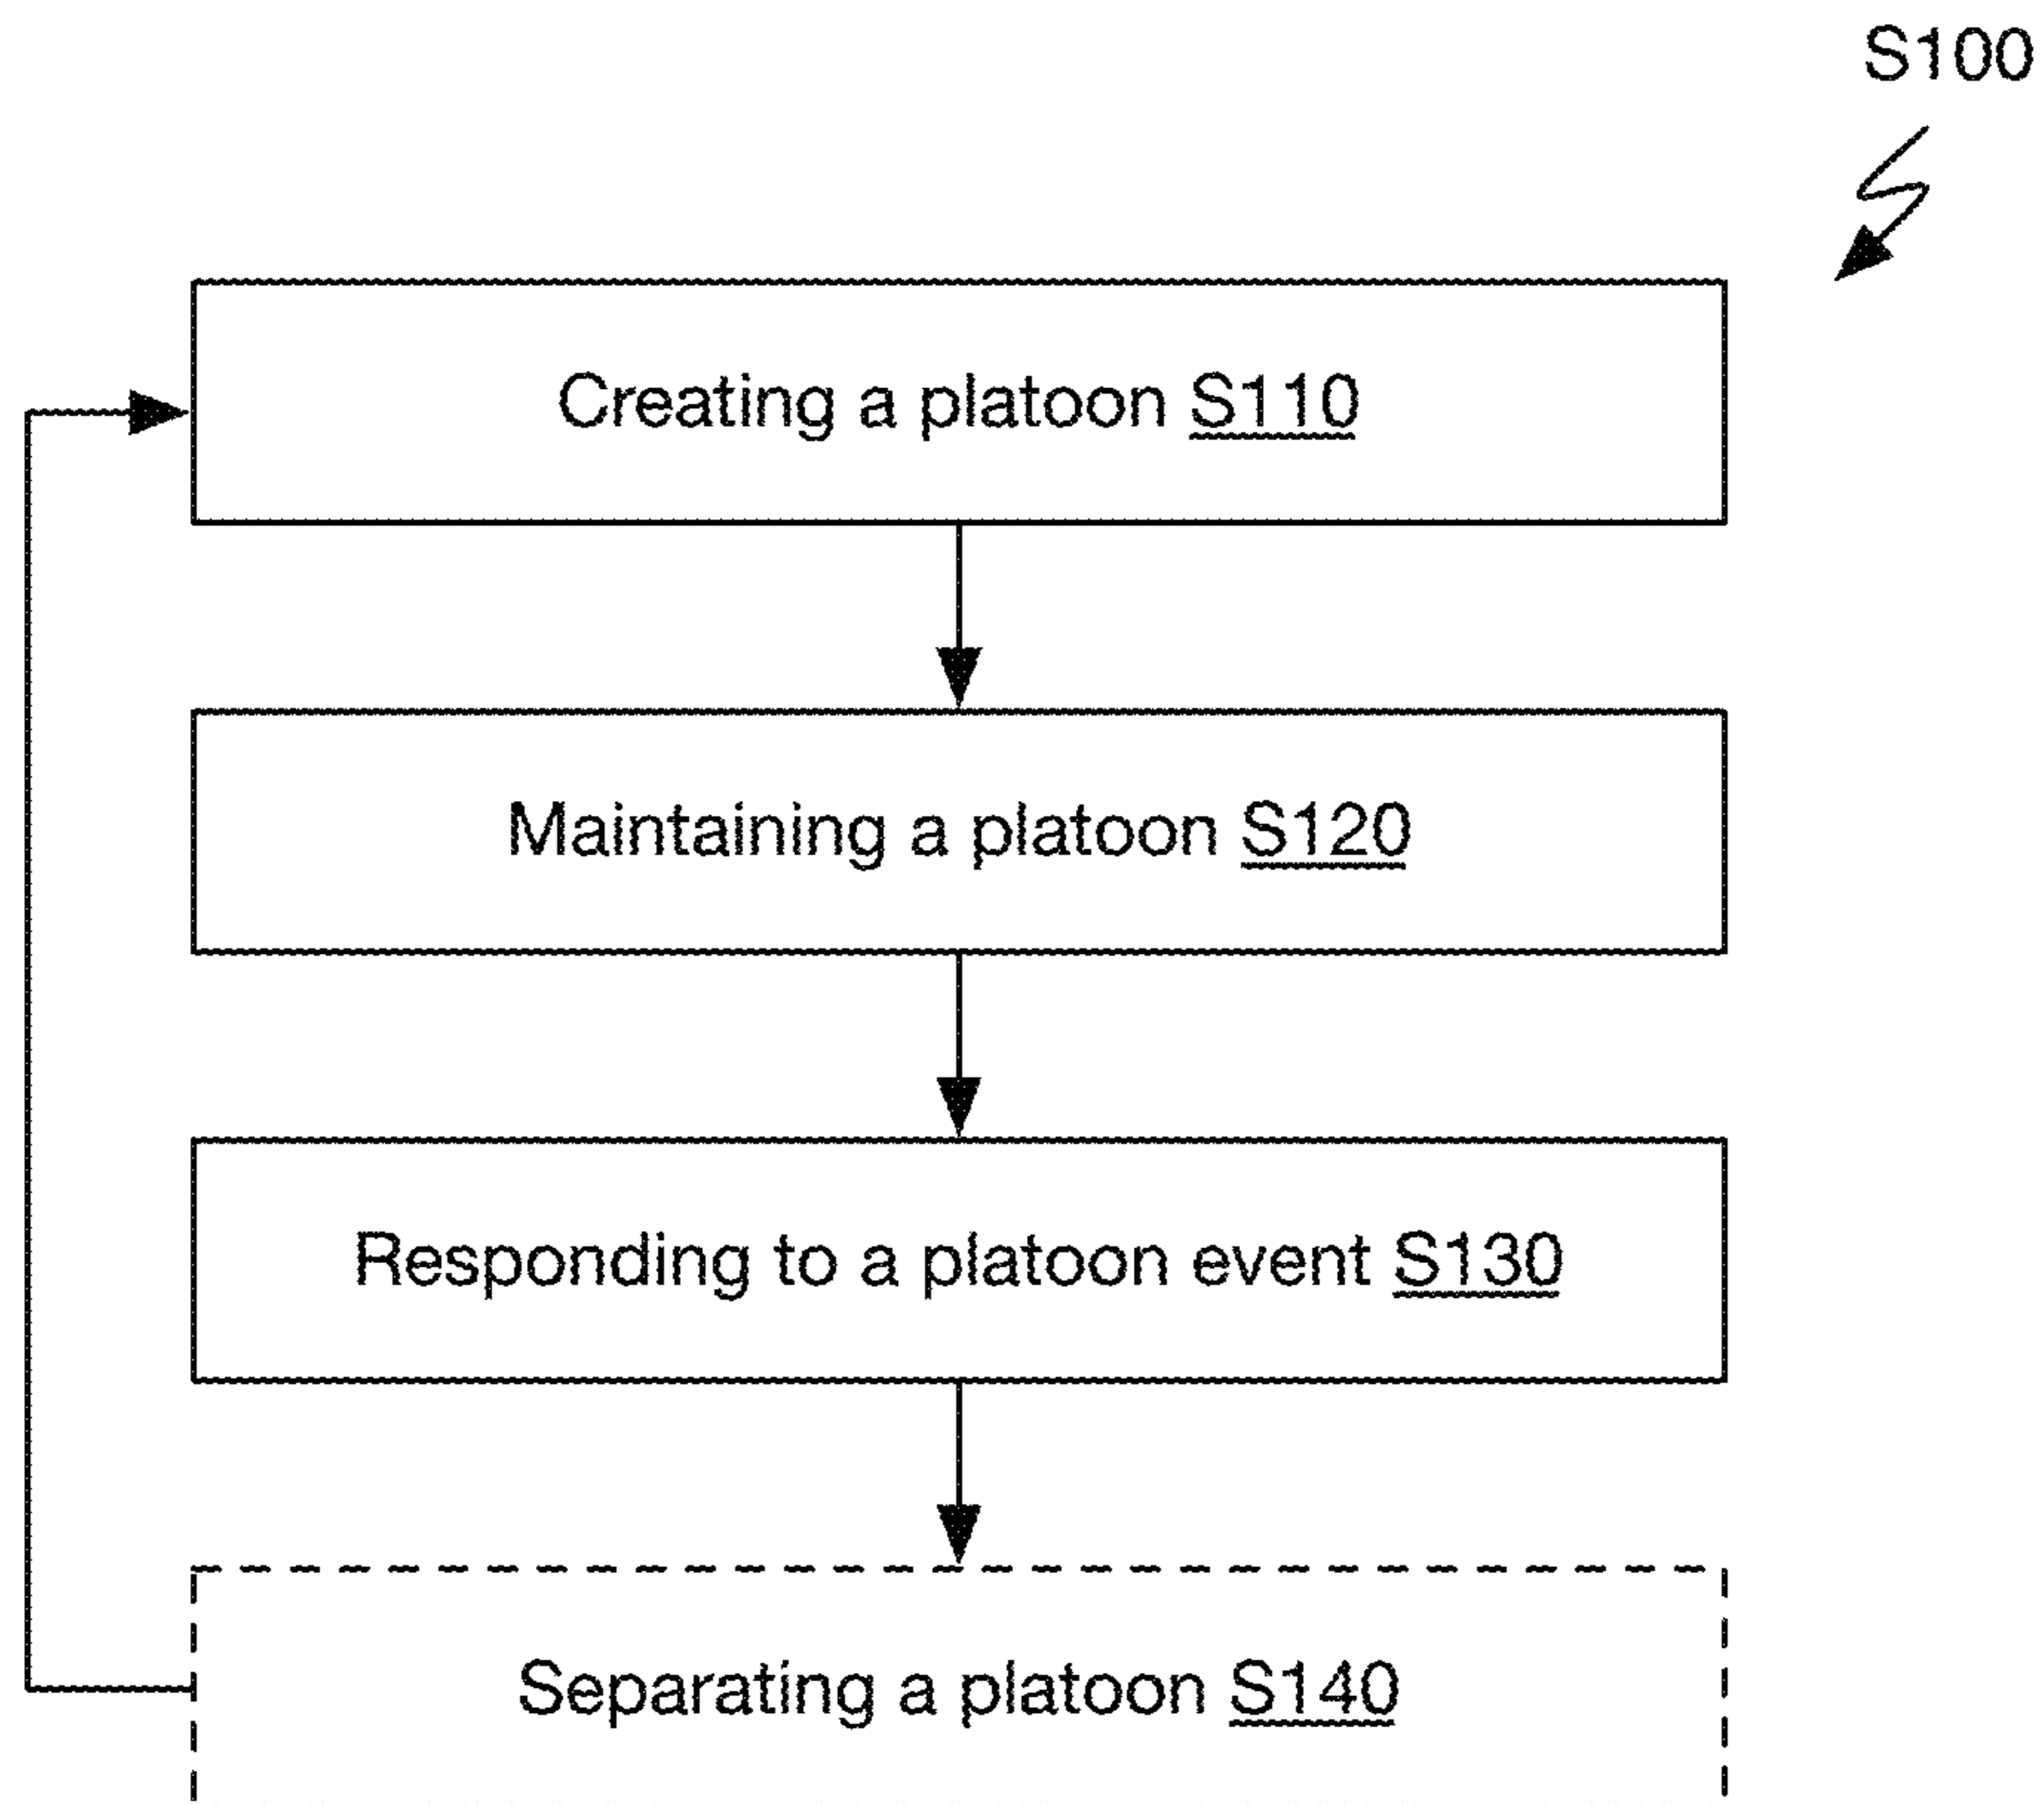 S100
Creating a platoon S110
Maintaining a platoon S120
Responding to a platoon event S130
Separating a platoon S140